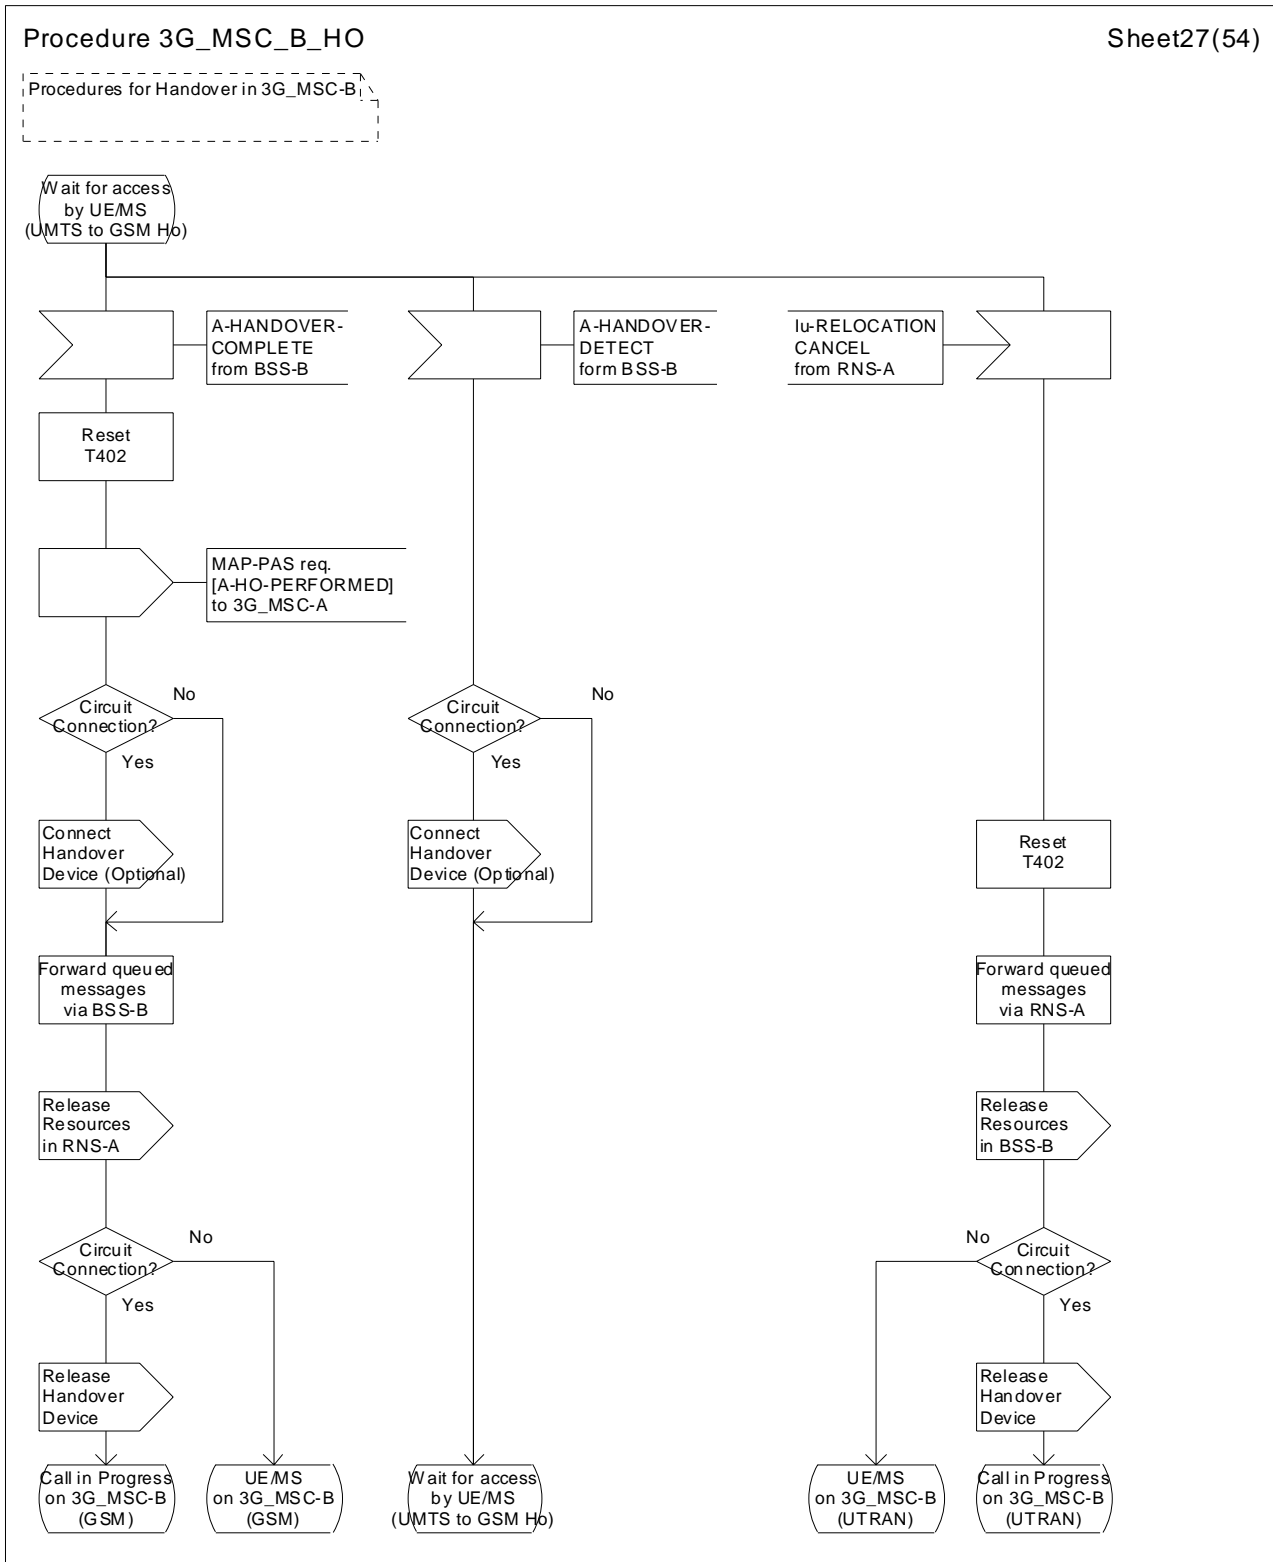 Procedure 3G_MSC_B_HO
Sheet27(54)
Procedures for Handover in 3G_MSC-B
Wait for access
by UE/MS
(UMTS to GSM Ho)
A-HANDOVER-
COMPLETE
from BSS-B
A-HANDOVER-
DETECT
form BSS-B
Iu-RELOCATION
CANCEL
from RNS-A
Reset
T402
MAP-PAS req.
[A-HO-PERFORMED]
to 3G_MSC-A
Circuit
Connection?
No
Yes
Circuit
Connection?
No
Yes
Connect
Handover
Device (Optional)
Connect
Handover
Device (Optional)
Reset
T402
Forward queued
messages
via BSS-B
Forward queued
messages
via RNS-A
Release
Resources
in RNS-A
Release
Resources
in BSS-B
Circuit
Connection?
No
Yes
No
Circuit
Connection?
Yes
Release
Handover
Device
Release
Handover
Device
Call in Progress
on 3G_MSC-B
(GSM)
UE/MS
on 3G_MSC-B
(GSM)
Wait for access
by UE/MS
(UMTS to GSM Ho)
UE/MS
on 3G_MSC-B
(UTRAN)
Call in Progress
on 3G_MSC-B
(UTRAN)